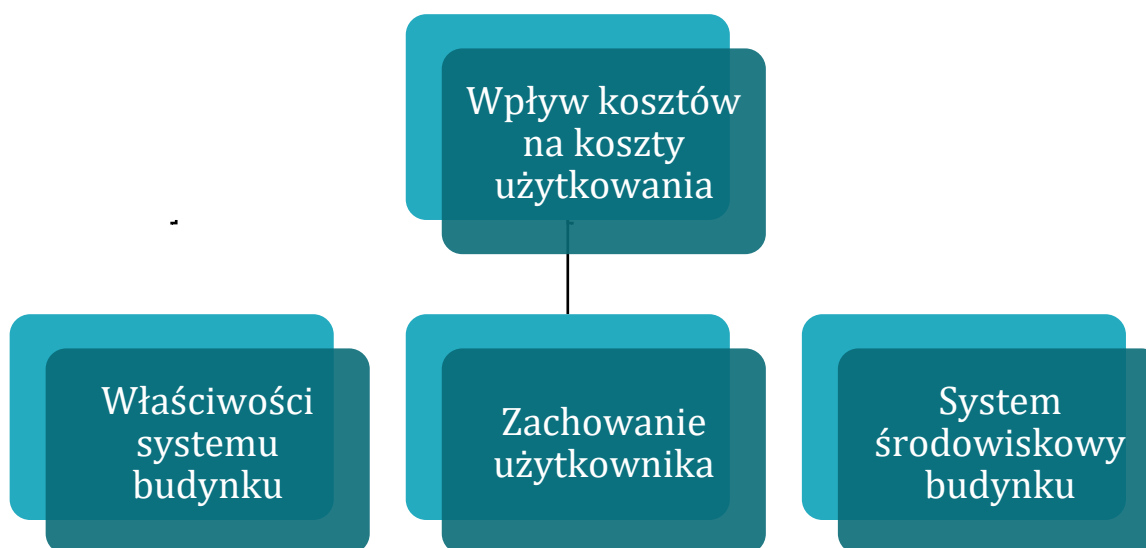 Wpływ kosztów
na koszty
użytkowania
Właściwości
systemu
budynku
Zachowanie
użytkownika
System
środowiskowy
budynku